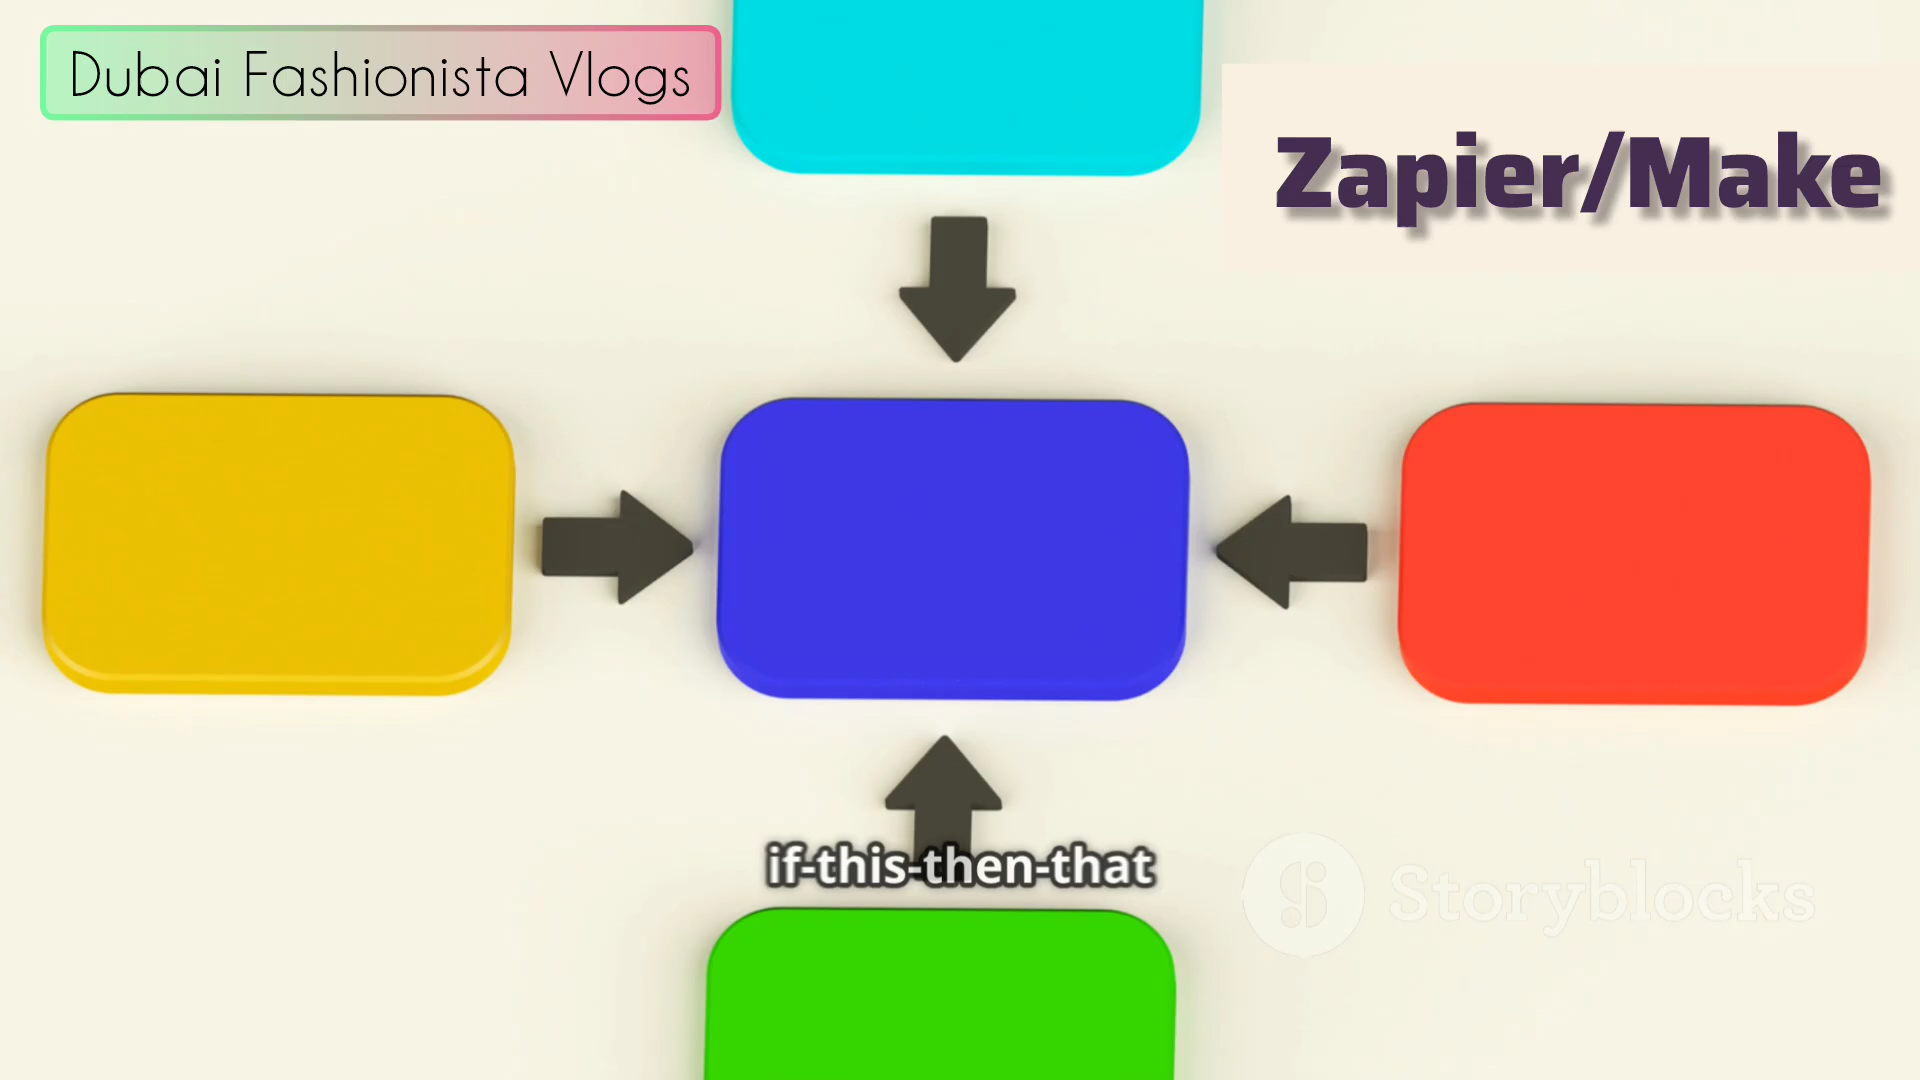 Dubai Fashionista Vlogs
Zapier/Make
if-this-then-that
Storyblocks